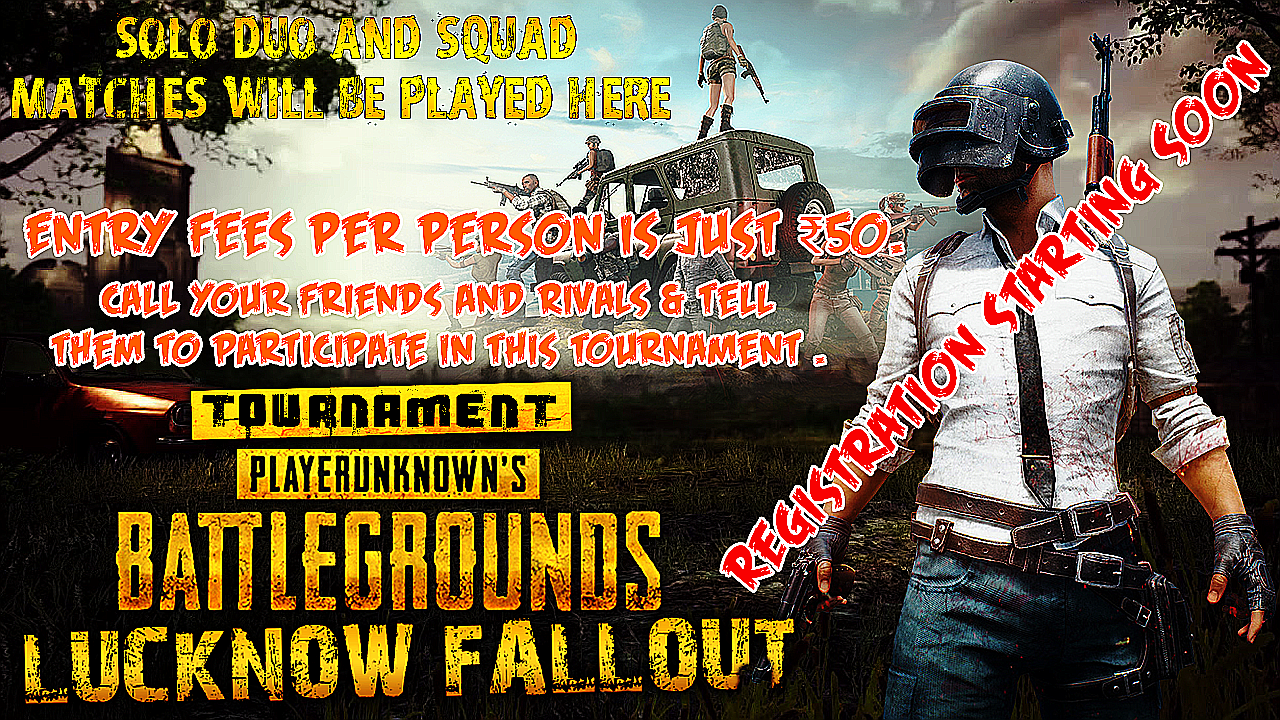 SOLO DUO AND SQUAD
MATCHES WILL BE PLAYED HERE
ENTRY FEES PER PERSON IS JUST ₹50.
CALL YOUR FRIENDS AND RIVALS & TELL
THEM TO PARTICIPATE IN THIS TOURNAMENT .
REGISTRATION STARTING SOON
TOURNAMENT
PLAYERUNKNOWN'S
BATTLEGROUNDS
LUCKNOW FALLOUT